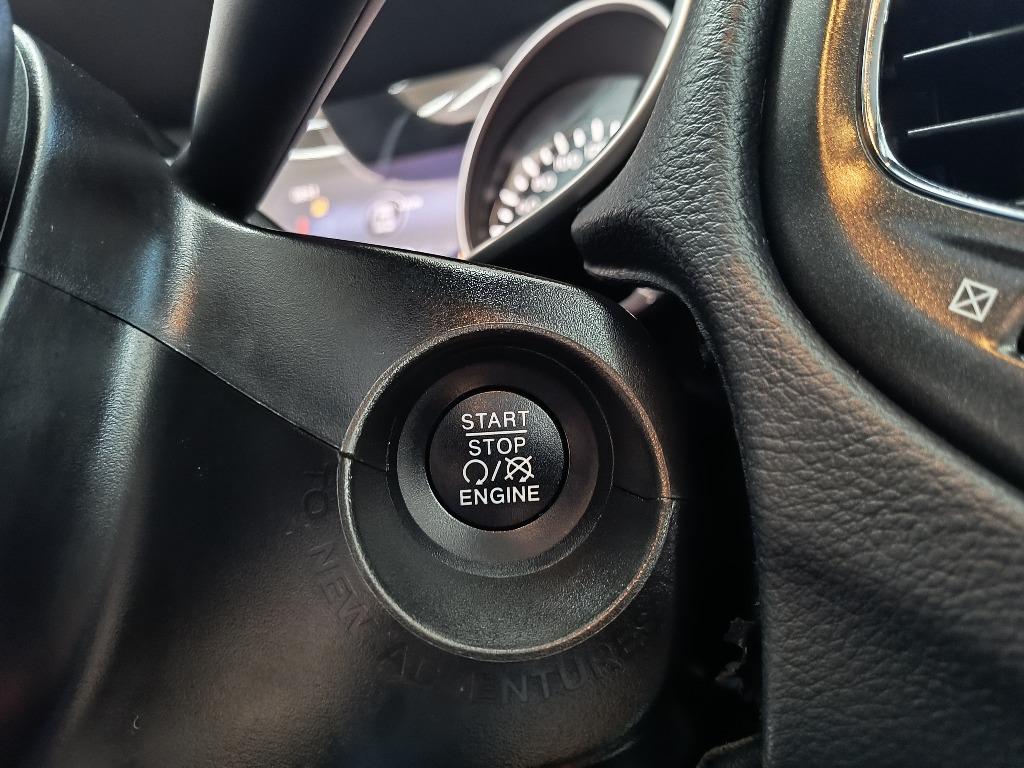 START
STOP
/
ENGINE
TO NEW ADVENTURES